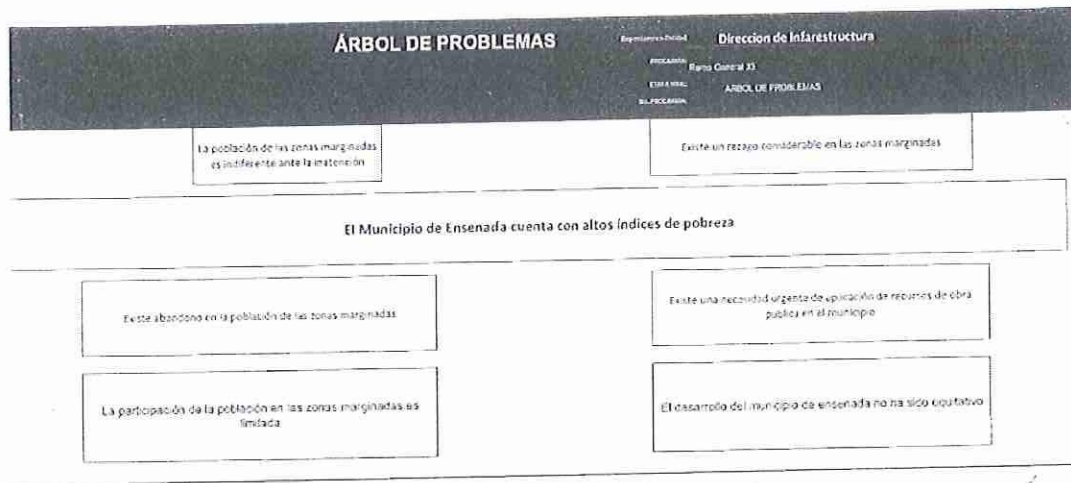 ÁRBOL DE PROBLEMAS
Dirección de Infarestructura
PROGRAMA:
Ramo General 33
ÁRBOL DE PROBLEMAS
La población de las zonas marginadas
es indiferente ante la inatención
Existe un rezago considerable en las zonas marginadas
El Municipio de Ensenada cuenta con altos índices de pobreza
Existe abandono en la población de las zonas marginadas
Existe una necesidad urgente de aplicación de recursos de obra
publica en el municipio
La participación de la población en las zonas marginadas es
limitada
El desarrollo del municipio de ensenada no ha sido equitativo